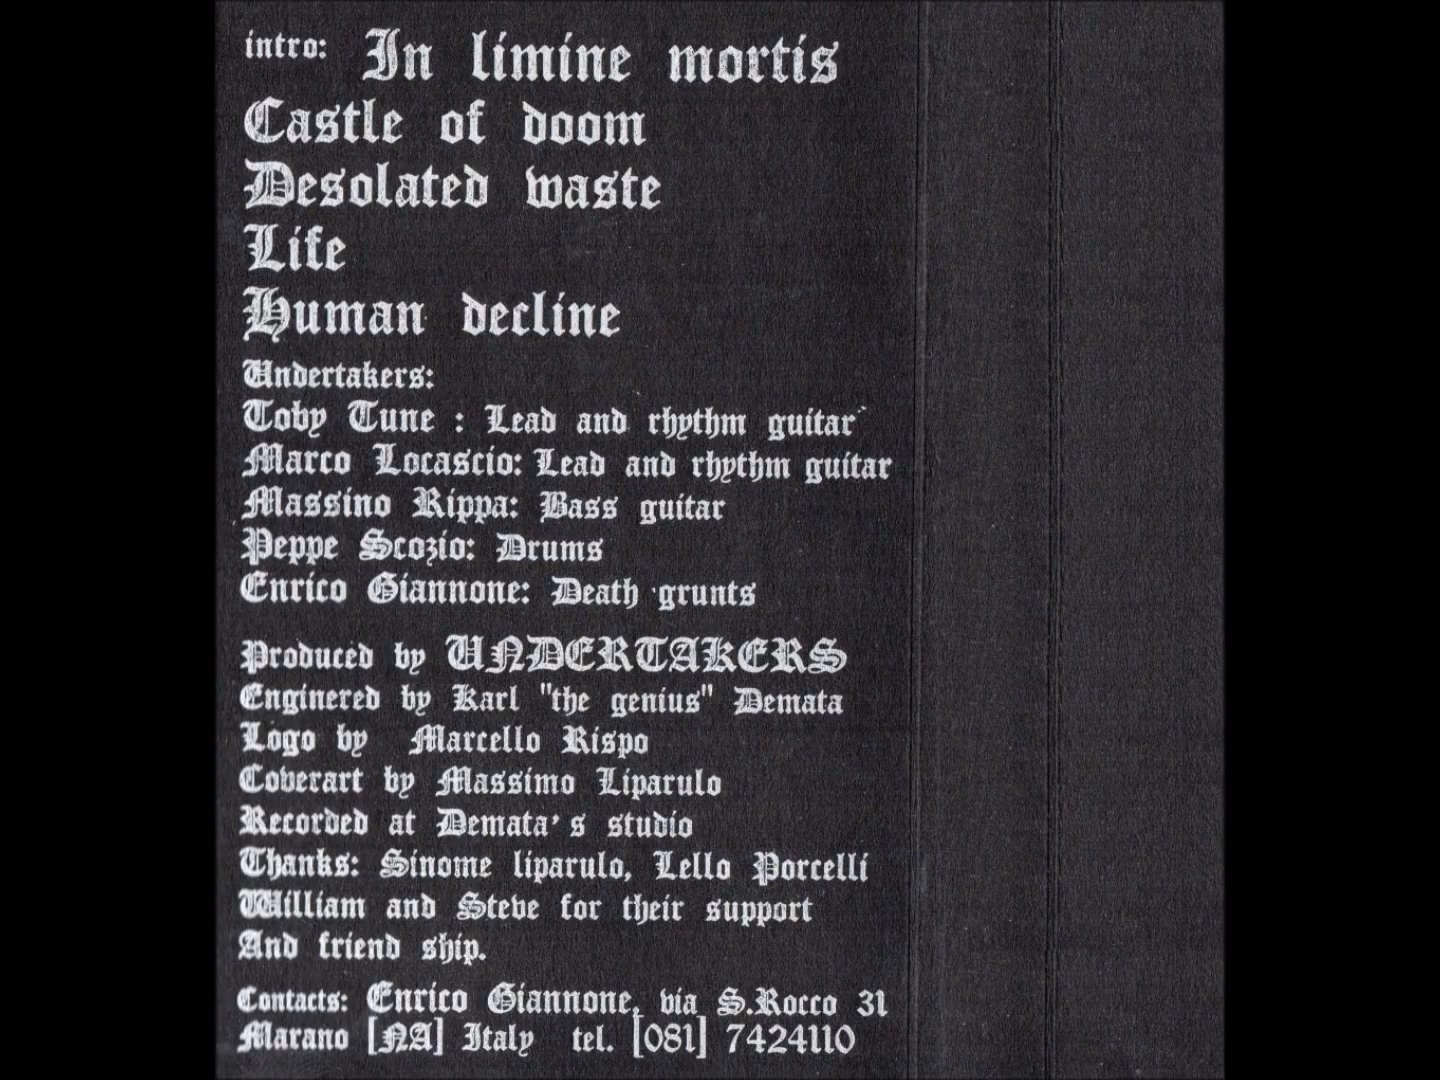 intro: In limine mortis
Castle of doom
Desolated waste
Life
Human decline
Undertakers:
Toby Tune : Lead and rhythm guitar
Marco Locascio: Lead and rhythm guitar
Massino Rippa: Bass guitar
Peppe Scozio: Drums
Enrico Giannone: Death grunts
Produced by UNDERTAKERS
Enginered by Karl "the genius" Demata
Logo by Marcello Rispo
Coverart by Massimo Liparulo
Recorded at Demata's studio
Thanks: Sinome liparulo, Lello Porcelli
William and Steve for their support
And friend ship.
Contacts: Enrico Giannone, via S.Rocco 31
Marano [NA] Italy tel. [081] 7424110